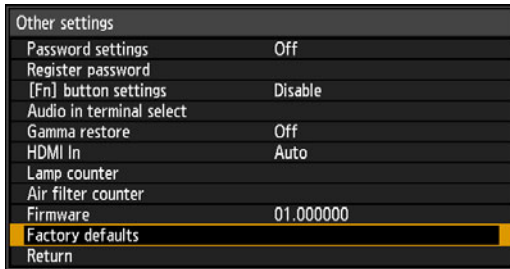 Other settings
Password settings Off
Register password
[Fn] button settings Disable
Audio in terminal select
Gamma restore Off
HDMI In Auto
Lamp counter
Air filter counter
Firmware 01.000000
Factory defaults
Return